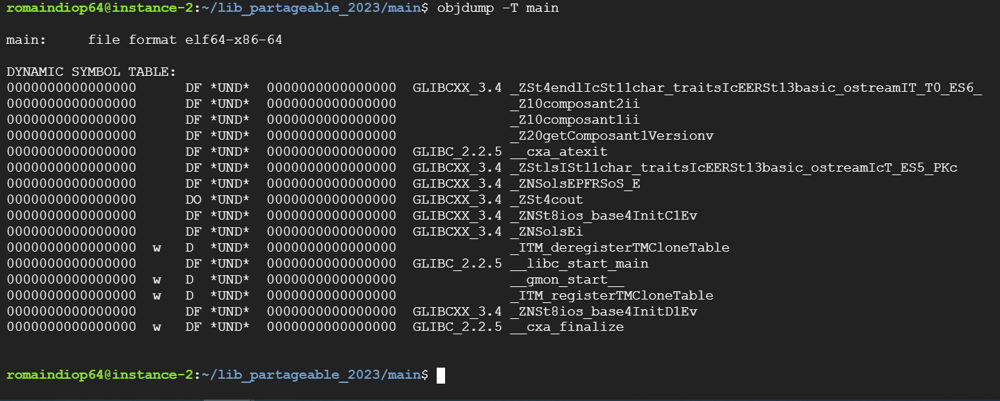 romaindiop64@instance-2:~/lib_partageable_2023/main$ objdump -T main
main:     file format elf64-x86-64
DYNAMIC SYMBOL TABLE:
0000000000000000      DF *UND*  0000000000000000  GLIBCXX_3.4 _ZSt4endlIcSt11char_traitsIcEERSt13basic_ostreamIT_T0_ES6_
0000000000000000      DF *UND*  0000000000000000              _Z10composant2ii
0000000000000000      DF *UND*  0000000000000000              _Z10composant1ii
0000000000000000      DF *UND*  0000000000000000              _Z20getComposant1Versionv
0000000000000000      DF *UND*  0000000000000000  GLIBC_2.2.5 __cxa_atexit
0000000000000000      DF *UND*  0000000000000000  GLIBCXX_3.4 _ZStlsISt11char_traitsIcEERSt13basic_ostreamIcT_ES5_PKc
0000000000000000      DF *UND*  0000000000000000  GLIBCXX_3.4 _ZNSolsEPFRSoS_E
0000000000000000      DO *UND*  0000000000000000  GLIBCXX_3.4 _ZSt4cout
0000000000000000      DF *UND*  0000000000000000  GLIBCXX_3.4 _ZNSt8ios_base4InitC1Ev
0000000000000000      DF *UND*  0000000000000000  GLIBCXX_3.4 _ZNSolsEi
0000000000000000  w   D  *UND*  0000000000000000              _ITM_deregisterTMCloneTable
0000000000000000      DF *UND*  0000000000000000  GLIBC_2.2.5 __libc_start_main
0000000000000000  w   D  *UND*  0000000000000000              __gmon_start__
0000000000000000  w   D  *UND*  0000000000000000              _ITM_registerTMCloneTable
0000000000000000      DF *UND*  0000000000000000  GLIBCXX_3.4 _ZNSt8ios_base4InitD1Ev
0000000000000000  w   DF *UND*  0000000000000000  GLIBC_2.2.5 __cxa_finalize
romaindiop64@instance-2:~/lib_partageable_2023/main$